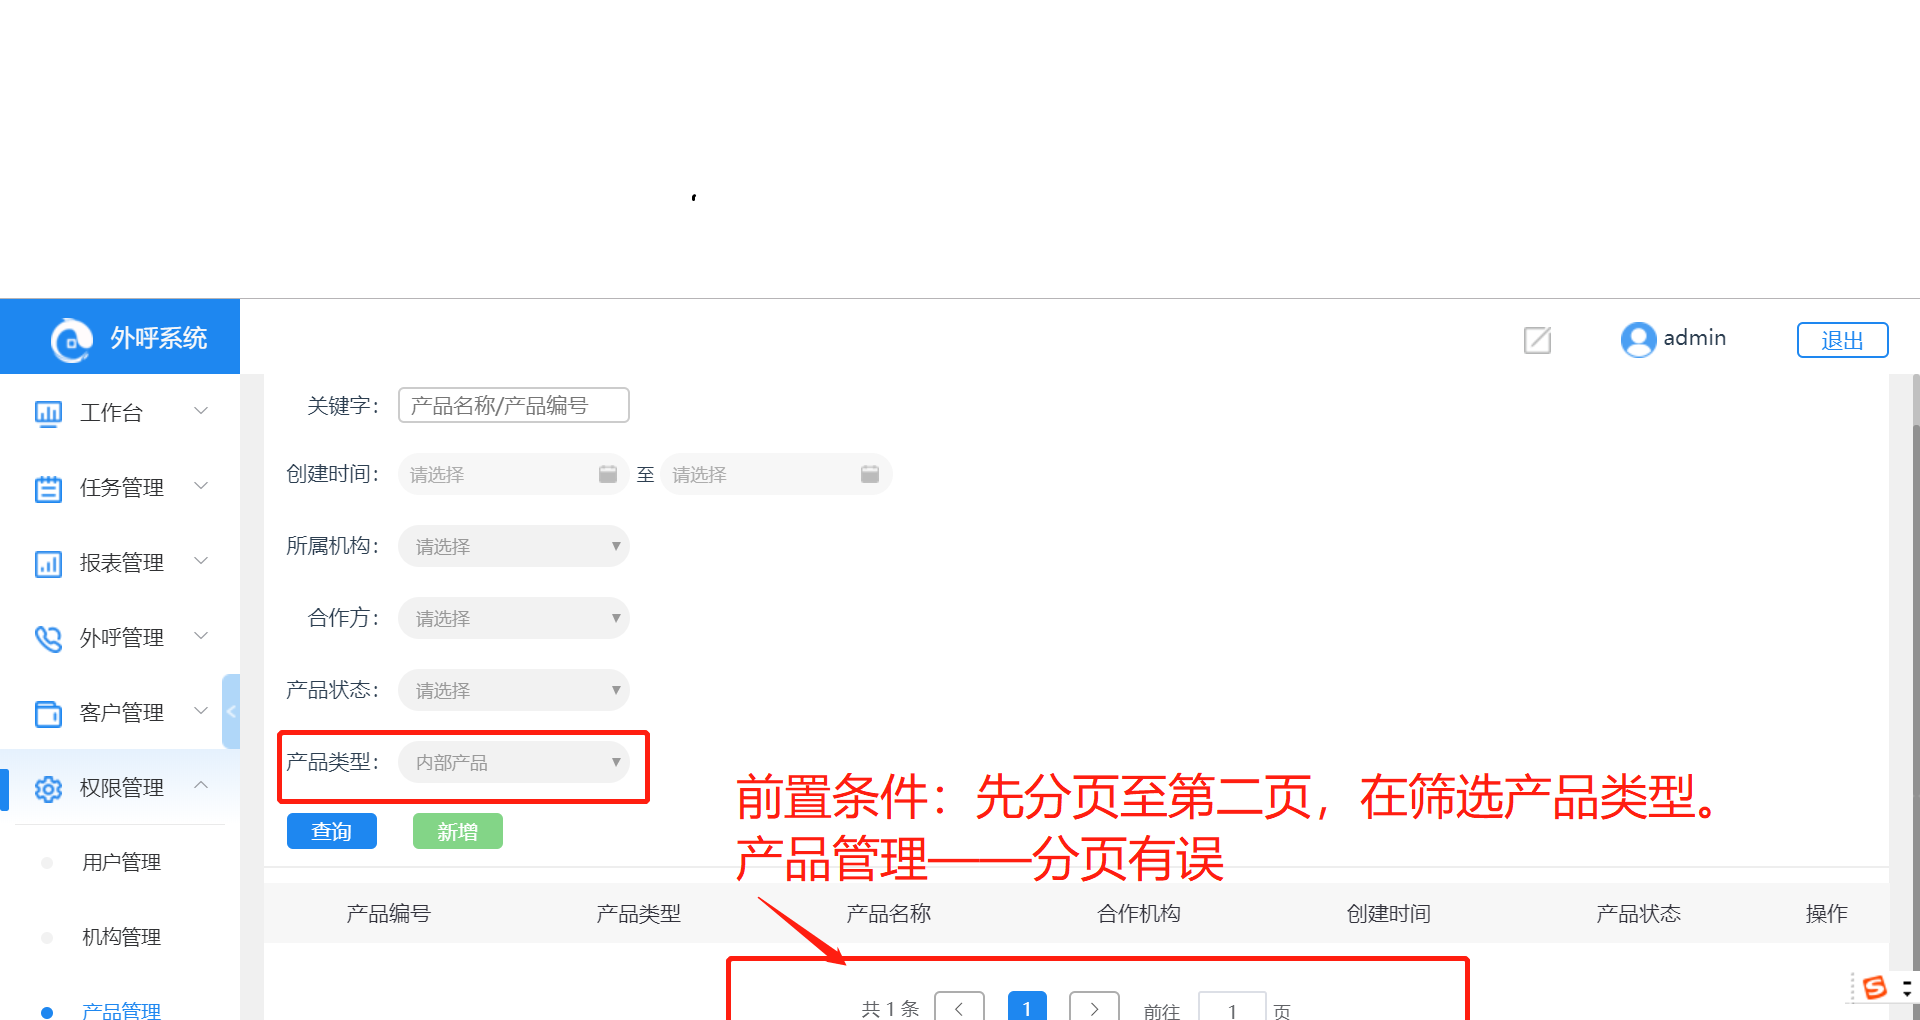 外呼系统
admin
退出
工作台
任务管理
报表管理
外呼管理
客户管理
权限管理
用户管理
机构管理
产品管理
关键字： 产品名称/产品编号
创建时间： 请选择 至 请选择
所属机构： 请选择
合作方： 请选择
产品状态： 请选择
产品类型： 内部产品
查询 新增
前置条件：先分页至第二页，在筛选产品类型。
产品管理——分页有误
产品编号 产品类型 产品名称 合作机构 创建时间 产品状态 操作
共 1 条 < 1 > 前往 1 页